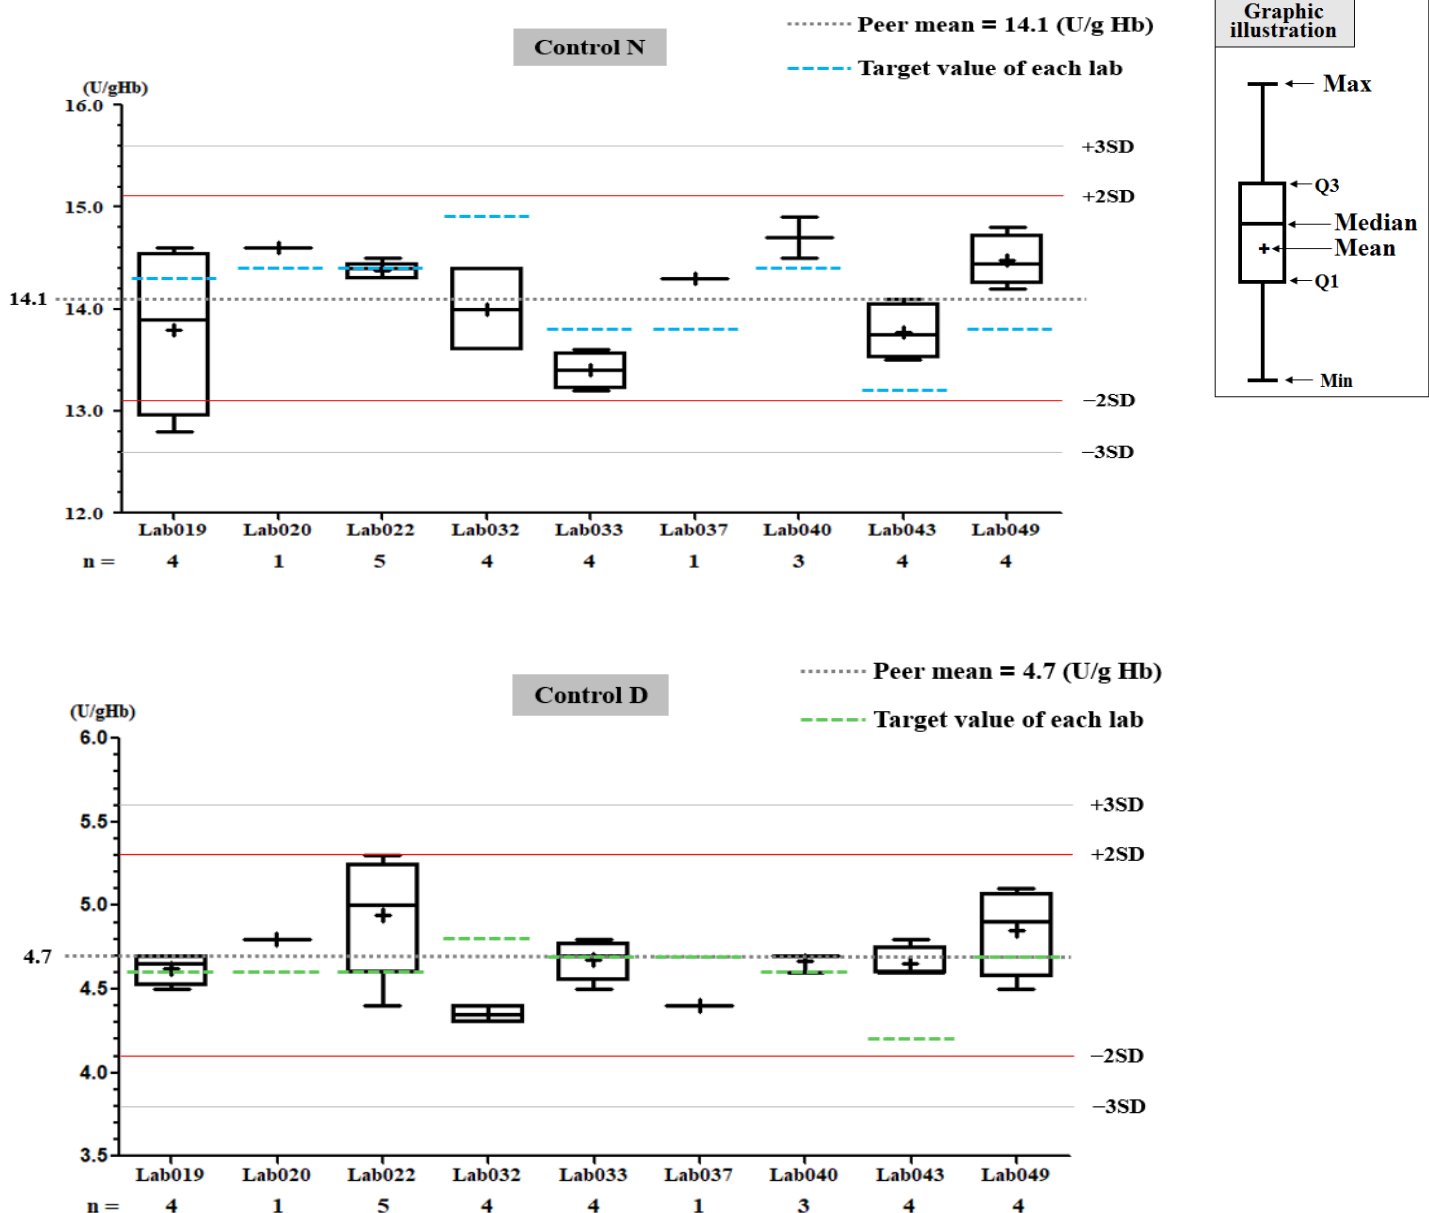 Control N
Peer mean = 14.1 (U/g Hb)
Target value of each lab
(U/gHb)
16.0
15.0
14.1
14.0
13.0
12.0
+3SD
+2SD
−2SD
−3SD
Lab019 Lab020 Lab022 Lab032 Lab033 Lab037 Lab040 Lab043 Lab049
n = 4 1 5 4 4 1 3 4 4
Graphic
illustration
Max
Q3
Median
Mean
Q1
Min
Control D
Peer mean = 4.7 (U/g Hb)
Target value of each lab
(U/gHb)
6.0
5.5
5.0
4.7
4.5
4.0
3.5
+3SD
+2SD
−2SD
−3SD
Lab019 Lab020 Lab022 Lab032 Lab033 Lab037 Lab040 Lab043 Lab049
n = 4 1 5 4 4 1 3 4 4